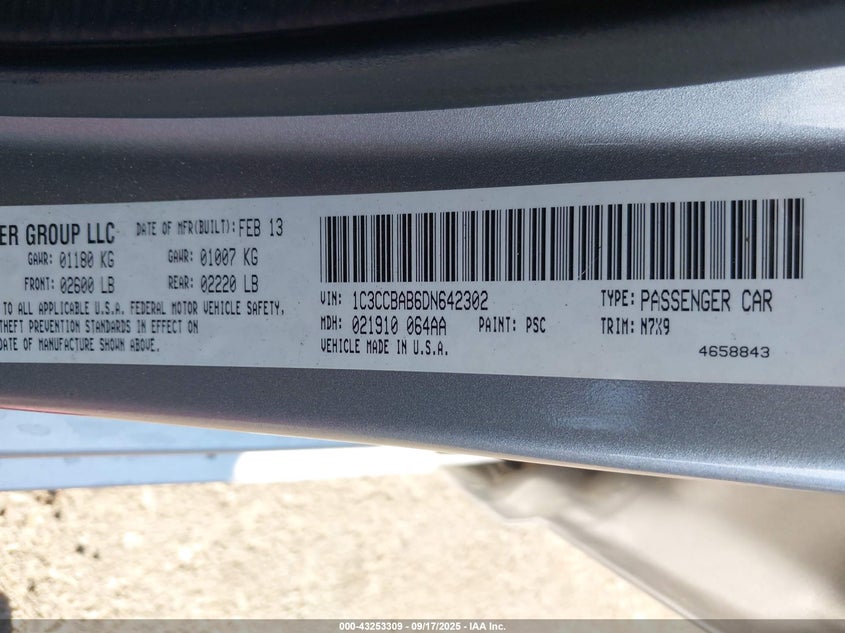 ER GROUP LLC DATE OF MFR(BUILT): FEB 13
GAWR: 01180 KG GAWR: 01007 KG
FRONT: 02600 LB REAR: 02220 LB
TO ALL APPLICABLE U.S.A. FEDERAL MOTOR VEHICLE SAFETY,
THEFT PREVENTION STANDARDS IN EFFECT ON
DATE OF MANUFACTURE SHOWN ABOVE.
VIN: 1C3CCBAB6DN642302 TYPE: PASSENGER CAR
MDH: 021910 064AA PAINT: PSC TRIM: N7X9
VEHICLE MADE IN U.S.A. 4658843
000-43253309 - 09/17/2025 - IAA Inc.